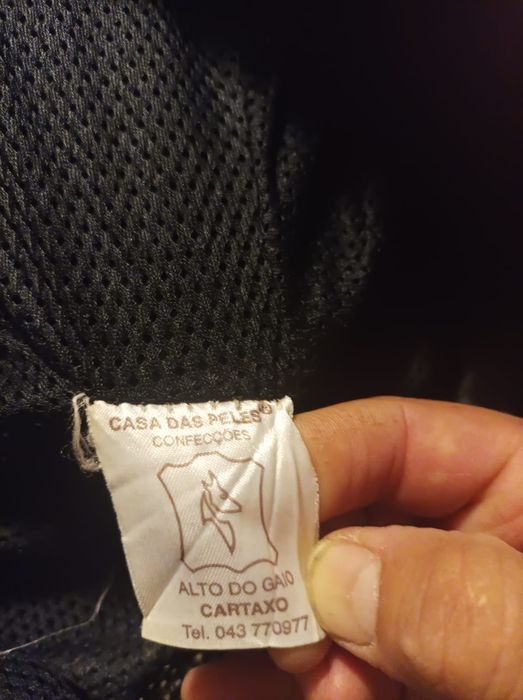 CASA DAS PELES®
CONFECÇÕES
ALTO DO GAIO
CARTAXO
Tel. 043 770977